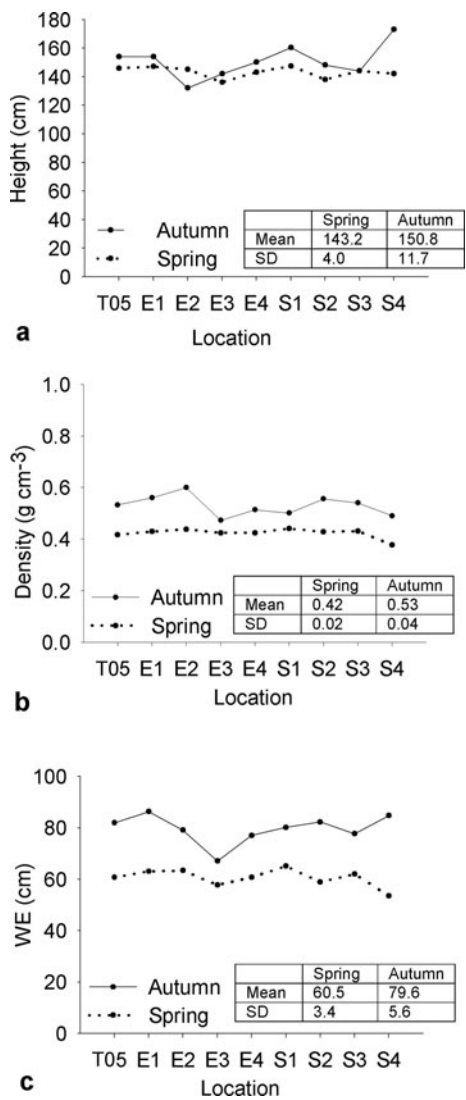 180
160
140
120
100
80
60
40
20
0
Height (cm)
Autumn
Spring
Spring Autumn
Mean 143.2 150.8
SD 4.0 11.7
T05 E1 E2 E3 E4 S1 S2 S3 S4
Location
a
1.0
0.8
0.6
0.4
0.2
0.0
Density (g cm-3)
Autumn
Spring
Spring Autumn
Mean 0.42 0.53
SD 0.02 0.04
T05 E1 E2 E3 E4 S1 S2 S3 S4
Location
b
100
80
60
40
20
0
WE (cm)
Autumn
Spring
Spring Autumn
Mean 60.5 79.6
SD 3.4 5.6
T05 E1 E2 E3 E4 S1 S2 S3 S4
Location
c